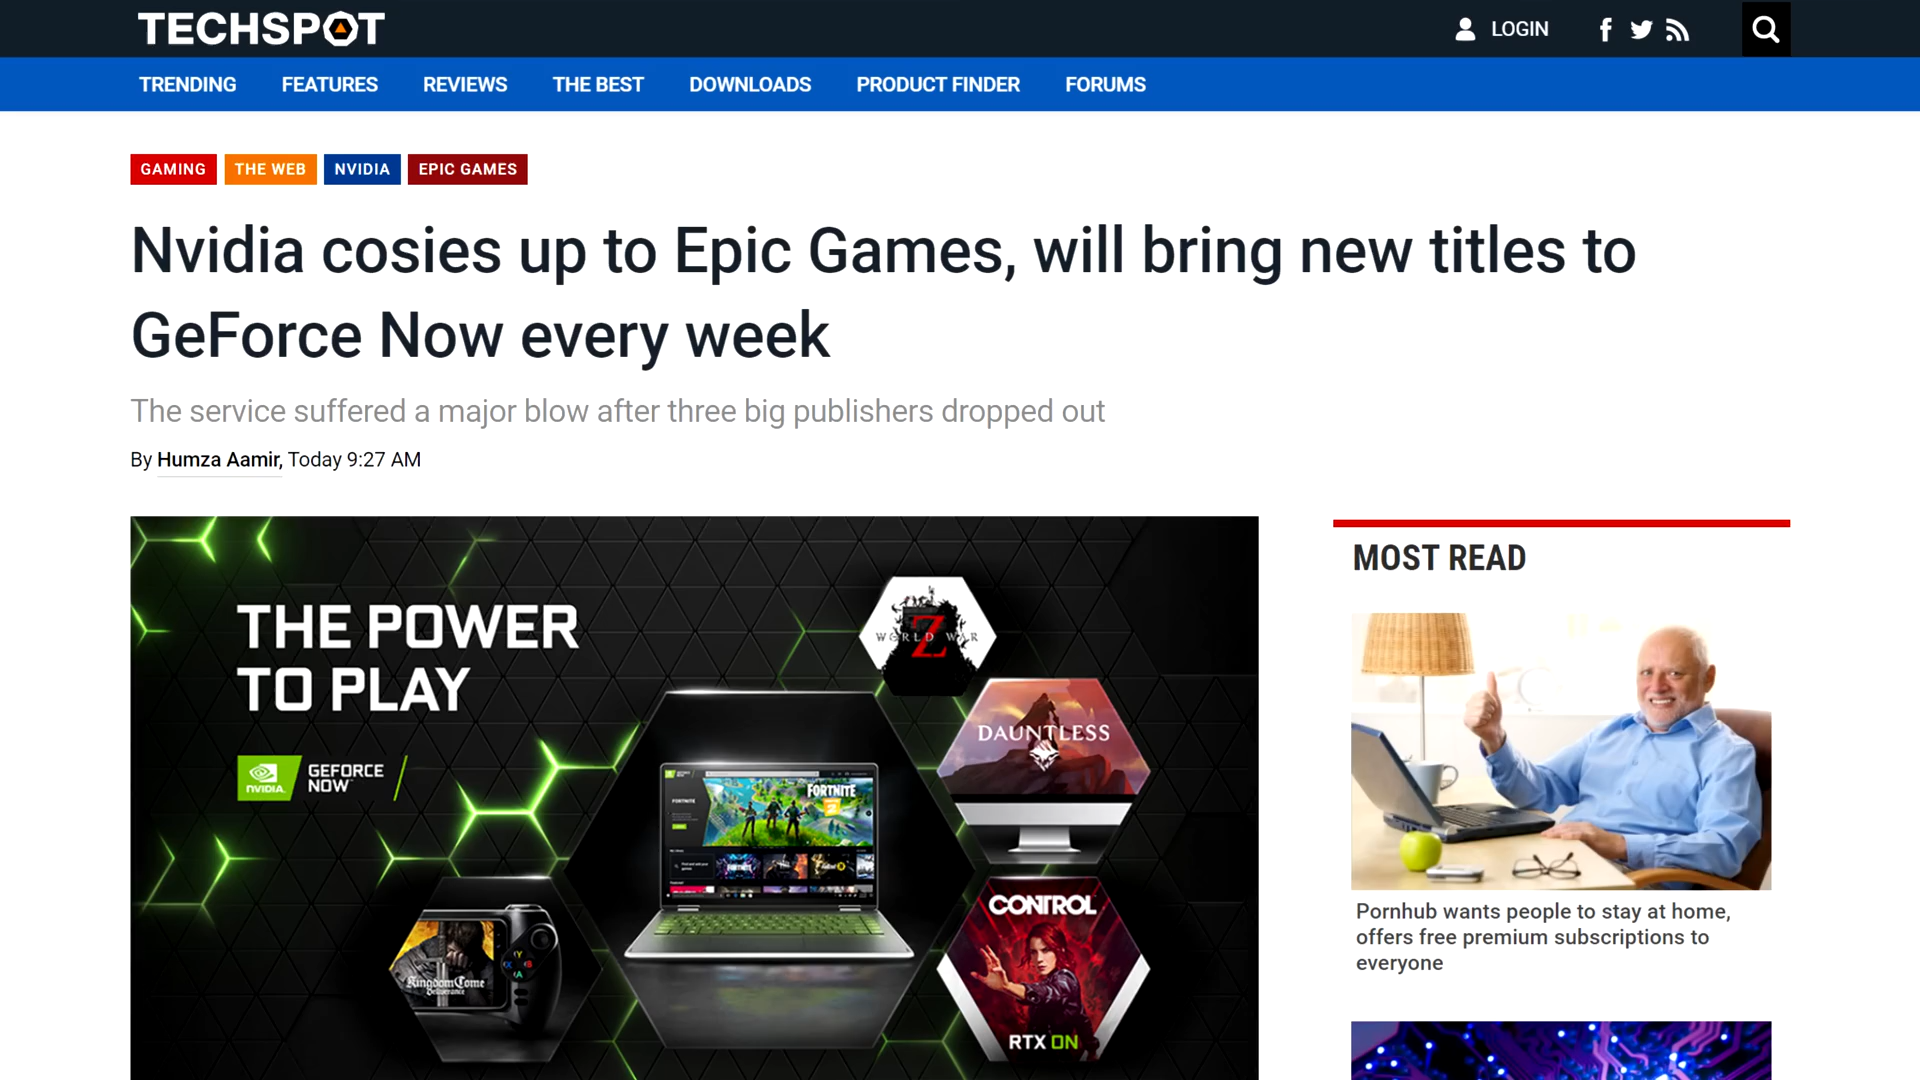 TECHSPOT
LOGIN
TRENDING FEATURES REVIEWS THE BEST DOWNLOADS PRODUCT FINDER FORUMS
GAMING THE WEB NVIDIA EPIC GAMES
Nvidia cosies up to Epic Games, will bring new titles to
GeForce Now every week
The service suffered a major blow after three big publishers dropped out
By Humza Aamir, Today 9:27 AM
THE POWER
TO PLAY
NVIDIA.
GEFORCE
NOW
WORLD WAR
Z
DAUNTLESS
FORTNITE
2
FORTNITE
KingdomCome
Deliverance
Y
X B
A
CONTROL
RTX ON
MOST READ
Pornhub wants people to stay at home,
offers free premium subscriptions to
everyone